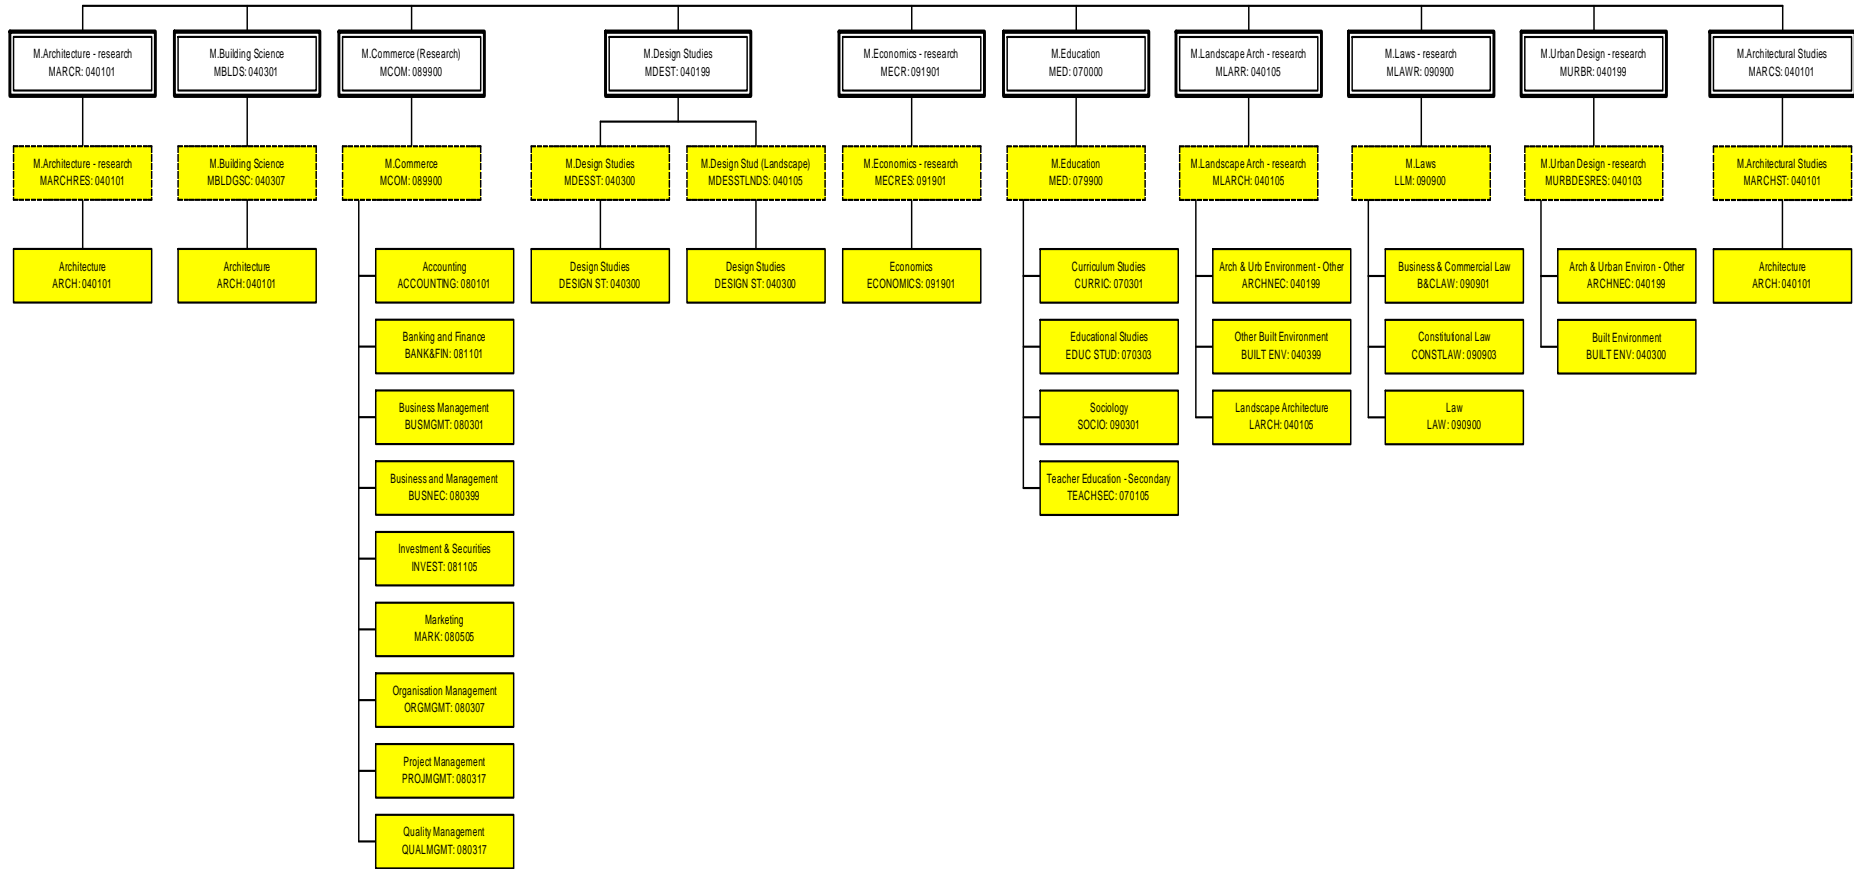 M.Architecture - research
MARCR: 040101
M.Building Science
MBLDS: 040301
M.Commerce (Research)
MCOM: 089900
M.Design Studies
MDEST: 040199
M.Economics - research
MECR: 091901
M.Education
MED: 070000
M.Landscape Arch - research
MLARR: 040105
M.Laws - research
MLAWR: 090900
M.Urban Design - research
MURBR: 040199
M.Architectural Studies
MARCS: 040101
M.Architecture - research
MARCHRES: 040101
M.Building Science
MBLDGSC: 040307
M.Commerce
MCOM: 089900
M.Design Studies
MDESST: 040300
M.Design Stud (Landscape)
MDESSTLNDS: 040105
M.Economics - research
MECRES: 091901
M.Education
MED: 079900
M.Landscape Arch - research
MLARCH: 040105
M.Laws
LLM: 090900
M.Urban Design - research
MURBDESRES: 040103
M.Architectural Studies
MARCHST: 040101
Architecture
ARCH: 040101
Architecture
ARCH: 040101
Accounting
ACCOUNTING: 080101
Banking and Finance
BANK&FIN: 081101
Business Management
BUSMGMT: 080301
Business and Management
BUSNEC: 080399
Investment & Securities
INVEST: 081105
Marketing
MARK: 080505
Organisation Management
ORGMGMT: 080307
Project Management
PROJMGMT: 080317
Quality Management
QUALMGMT: 080317
Design Studies
DESIGN ST: 040300
Design Studies
DESIGN ST: 040300
Economics
ECONOMICS: 091901
Curriculum Studies
CURRIC: 070301
Educational Studies
EDUC STUD: 070303
Sociology
SOCIO: 090301
Teacher Education - Secondary
TEACHSEC: 070105
Arch & Urb Environment - Other
ARCHNEC: 040199
Other Built Environment
BUILT ENV: 040399
Landscape Architecture
LARCH: 040105
Business & Commercial Law
B&CLAW: 090901
Constitutional Law
CONSTLAW: 090903
Law
LAW: 090900
Arch & Urban Environ - Other
ARCHNEC: 040199
Built Environment
BUILT ENV: 040300
Architecture
ARCH: 040101